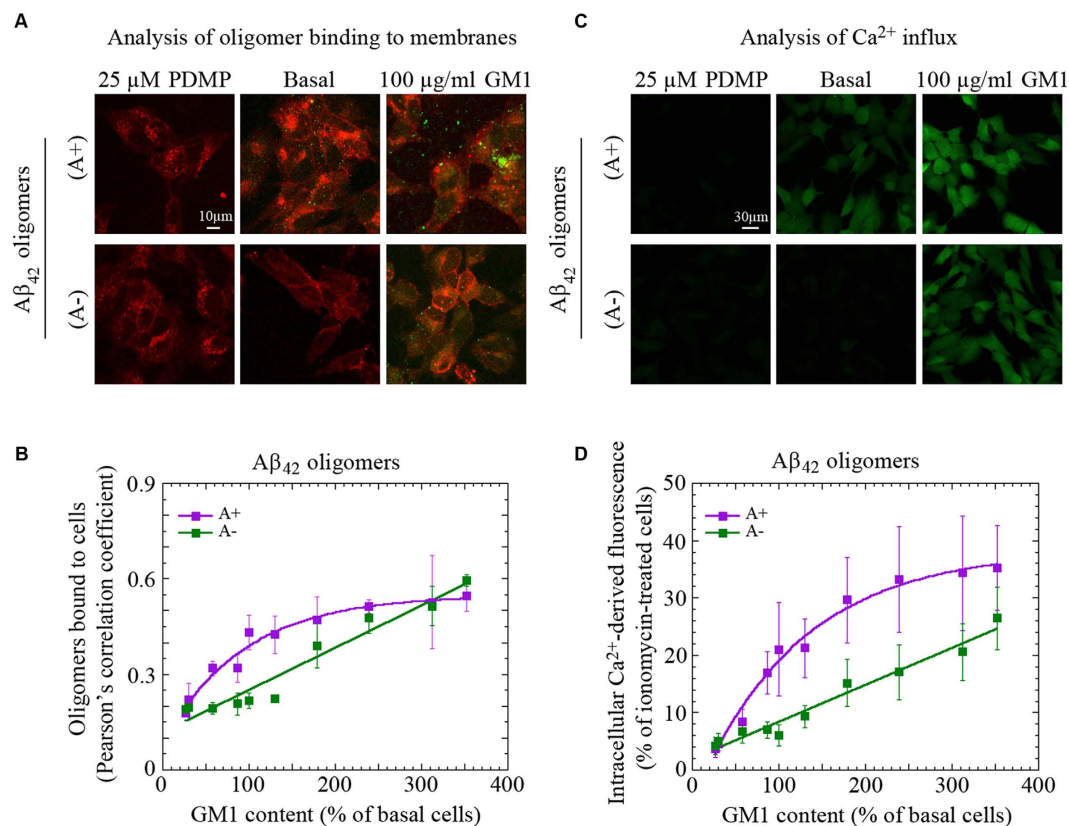 A
Analysis of oligomer binding to membranes
25 µM PDMP Basal 100 µg/ml GM1
Aβ42 oligomers
(A+)
10µm
(A-)
C
Analysis of Ca2+ influx
25 µM PDMP Basal 100 µg/ml GM1
Aβ42 oligomers
(A+)
30µm
(A-)
B
Aβ42 oligomers
Oligomers bound to cells
(Pearson's correlation coefficient)
0.9
0.6
0.3
0
A+
A-
0 100 200 300 400
GM1 content (% of basal cells)
D
Aβ42 oligomers
Intracellular Ca2+-derived fluorescence
(% of ionomycin-treated cells)
50
40
30
20
10
0
A+
A-
0 100 200 300 400
GM1 content (% of basal cells)